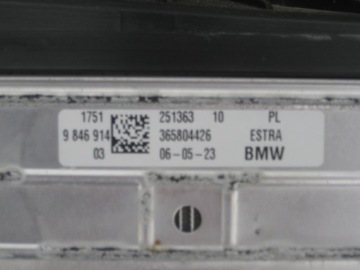 1751 251363 10 PL
9 846 914 365804426 ESTRA
03 06-05-23 BMW